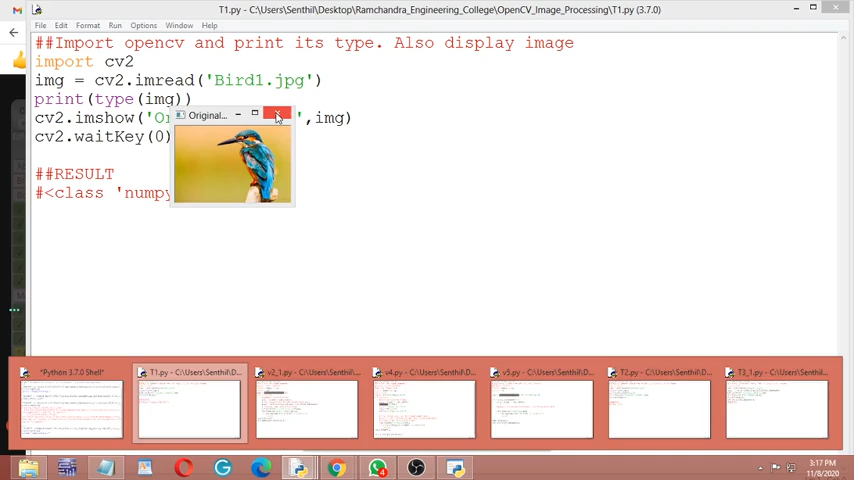 T1.py - C:\Users\Senthil\Desktop\Ramchandra_Engineering_College\OpenCV_Image_Processing\T1.py (3.7.0)
File Edit Format Run Options Window Help
##Import opencv and print its type. Also display image
import cv2
img = cv2.imread('Bird1.jpg')
print(type(img))
cv2.imshow('Or ',img)
Original...
cv2.waitKey(0)
##RESULT
#<class 'numpy
*Python 3.7.0 Shell*
T1.py - C:\Users\Senthil\D...
v2_1.py - C:\Users\Senthil\...
v4.py - C:\Users\Senthil\D...
v5.py - C:\Users\Senthil\D...
T2.py - C:\Users\Senthil\D...
T3_1.py - C:\Users\Senthil...
4
3:17 PM
11/8/2020